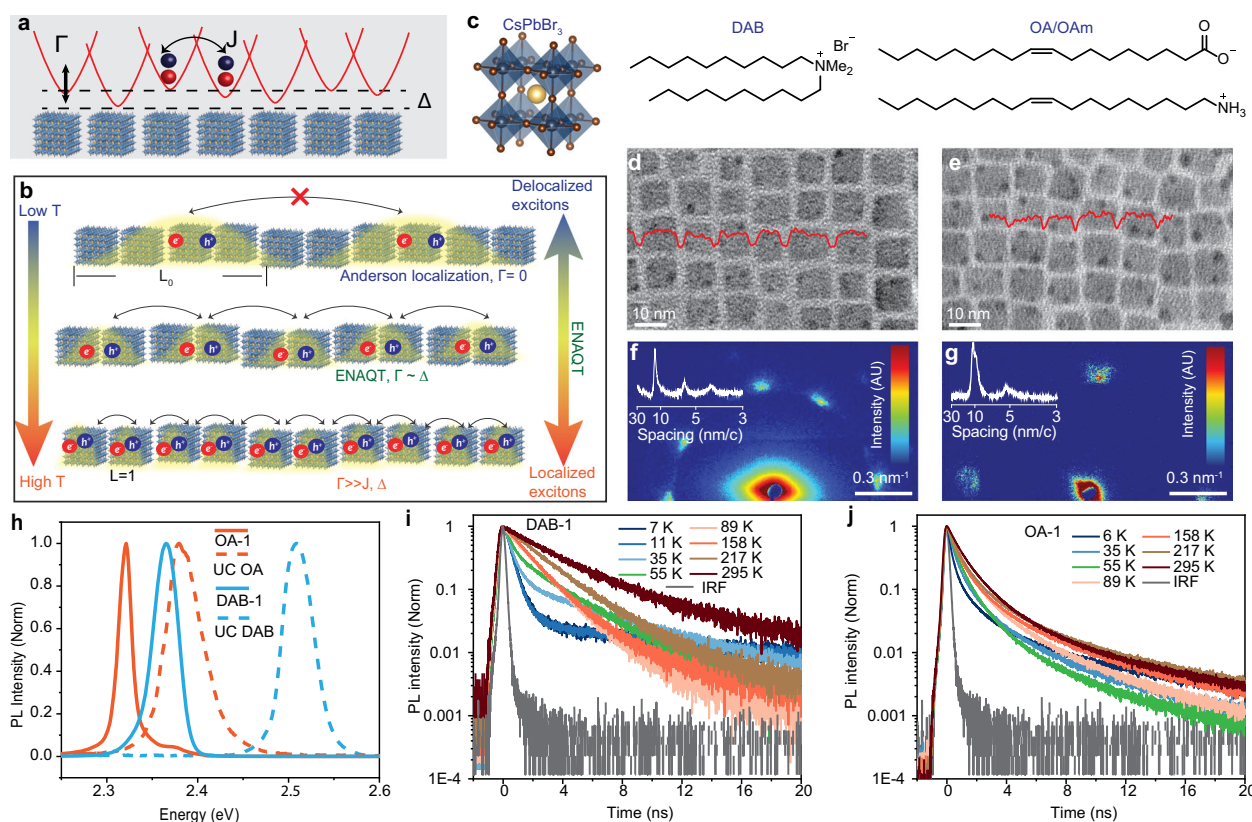 a
Γ
J
Δ
b
Low T
High T
Delocalized
excitons
e⁻
h⁺
e⁻
h⁺
L₀
Anderson localization, Γ= 0
e⁻
h⁺
e⁻
h⁺
e⁻
h⁺
e⁻
h⁺
e⁻
h⁺
ENAQT, Γ ~ Δ
ENAQT
e⁻
h⁺
e⁻
h⁺
e⁻
h⁺
e⁻
h⁺
e⁻
h⁺
e⁻
h⁺
e⁻
h⁺
e⁻
h⁺
e⁻
h⁺
e⁻
h⁺
L=1
Γ>>J, Δ
Localized
excitons
c
CsPbBr₃
DAB
Br⁻
+
NMe₂
OA/OAm
O
O⁻
+
NH₃
d
10 nm
e
10 nm
f
30 10 5 3
Spacing (nm/c)
Intensity (AU)
0.3 nm⁻¹
g
30 10 5 3
Spacing (nm/c)
Intensity (AU)
0.3 nm⁻¹
h
PL Intensity (Norm)
1.0
0.8
0.6
0.4
0.2
0.0
OA-1
UC OA
DAB-1
UC DAB
2.3 2.4 2.5 2.6
Energy (eV)
i
DAB-1
7 K
11 K
35 K
55 K
89 K
158 K
217 K
295 K
IRF
PL intensity (Norm)
1
0.1
0.01
0.001
1E-4
0 4 8 12 16 20
Time (ns)
j
OA-1
6 K
35 K
55 K
89 K
158 K
217 K
295 K
IRF
PL intensity (Norm)
1
0.1
0.01
0.001
1E-4
0 4 8 12 16 20
Time (ns)